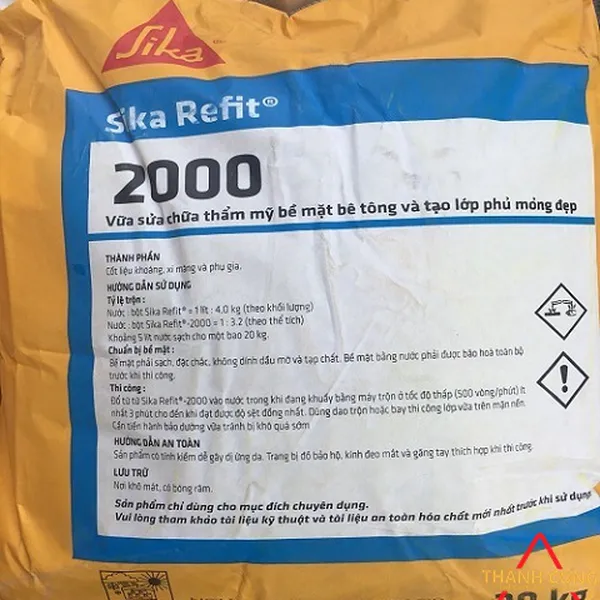 Sika
Sika Refit®
2000
Vữa sửa chữa thẩm mỹ bề mặt bê tông và tạo lớp phủ mỏng đẹp
THÀNH PHẦN
Cốt liệu khoáng, xi măng và phụ gia.
HƯỚNG DẪN SỬ DỤNG
Tỷ lệ trộn :
Nước : bột Sika Refit® = 1 lít : 4.0 kg (theo khối lượng)
Nước : bột Sika Refit®-2000 = 1 : 3.2 (theo thể tích)
Khoảng 5 lít nước sạch cho một bao 20 kg.
Chuẩn bị bề mặt :
Bề mặt phải sạch, đặc chắc, không dính dầu mỡ và tạp chất. Bề mặt bằng nước phải được bão hoà toàn bộ
trước khi thi công.
Thi công :
Đổ từ từ Sika Refit®-2000 vào nước trong khi đang khuấy bằng máy trộn ở tốc độ thấp (500 vòng/phút) ít
nhất 3 phút cho đến khi đạt được độ sệt đồng nhất. Dùng dao trộn hoặc bay thi công lớp vữa trên mặt nền.
Cần tiến hành bảo dưỡng vữa tránh bị khô quá sớm
HƯỚNG DẪN AN TOÀN
Sản phẩm có tính kiềm dễ gây dị ứng da. Trang bị đồ bảo hộ, kính đeo mắt và găng tay thích hợp khi thi công.
LƯU TRỮ
Nơi khô mát, có bóng râm.
Sản phẩm chỉ dùng cho mục đích chuyên dụng.
Vui lòng tham khảo tài liệu kỹ thuật và tài liệu an toàn hóa chất mới nhất trước khi sử dụng
THANH CONG
kg